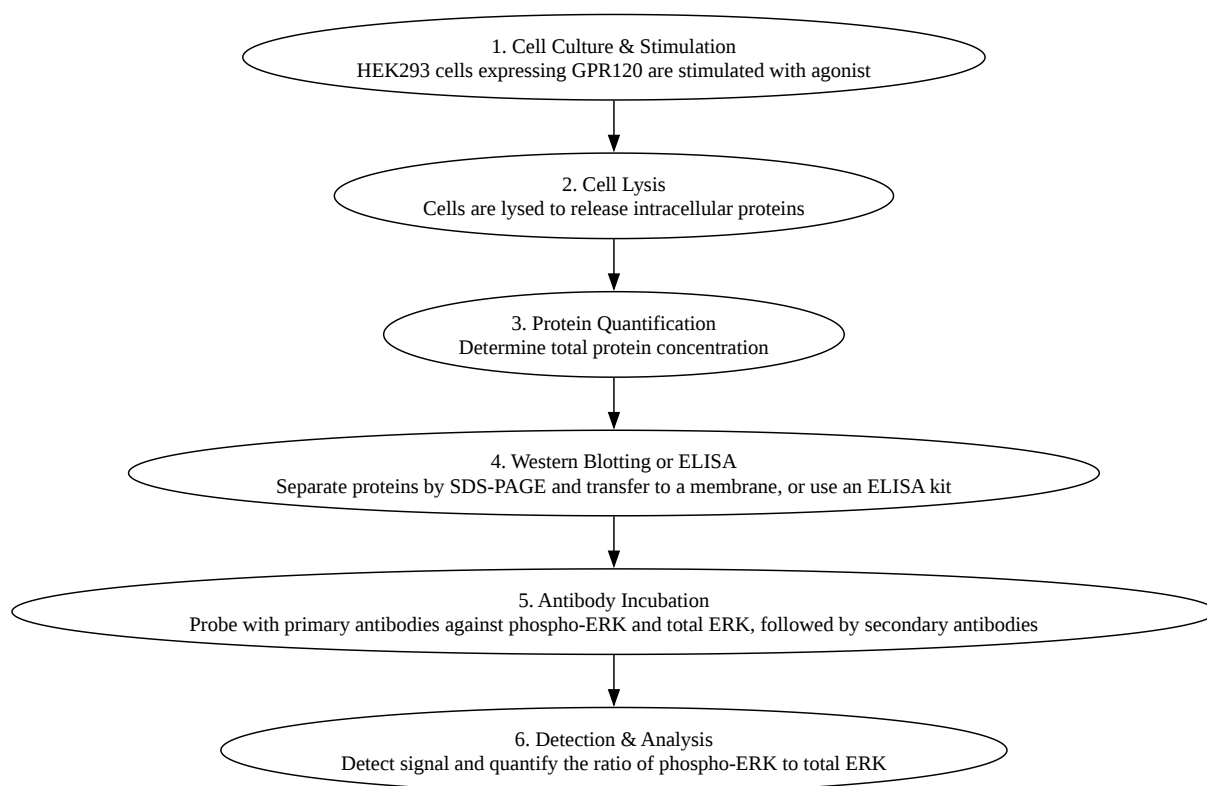 1. Cell Culture & Stimulation
HEK293 cells expressing GPR120 are stimulated with agonist
2. Cell Lysis
Cells are lysed to release intracellular proteins
3. Protein Quantification
Determine total protein concentration
4. Western Blotting or ELISA
Separate proteins by SDS-PAGE and transfer to a membrane, or use an ELISA kit
5. Antibody Incubation
Probe with primary antibodies against phospho-ERK and total ERK, followed by secondary antibodies
6. Detection & Analysis
Detect signal and quantify the ratio of phospho-ERK to total ERK